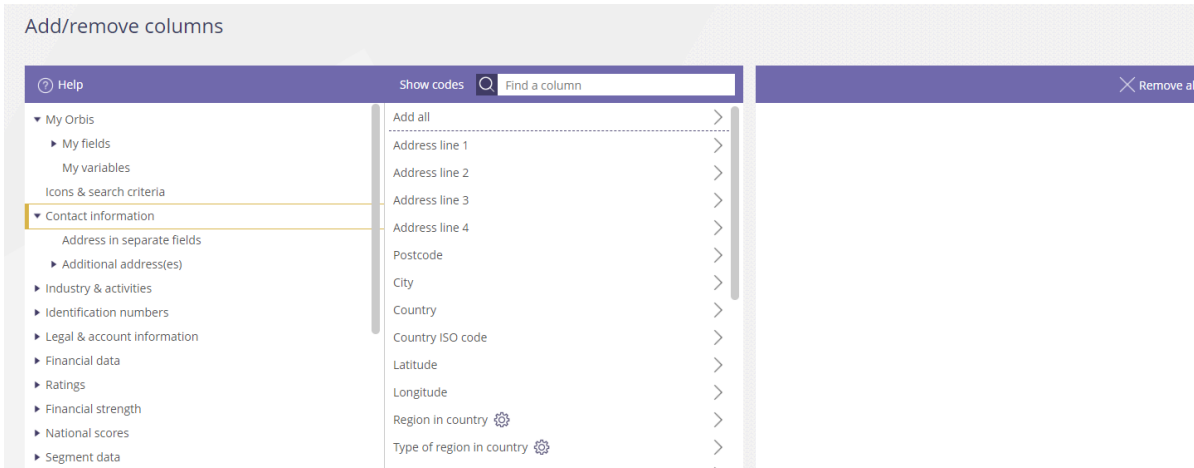 Add/remove columns
? Help
Show codes
Find a column
Remove al
My Orbis
My fields
My variables
Icons & search criteria
Contact information
Address in separate fields
Additional address(es)
Industry & activities
Identification numbers
Legal & account information
Financial data
Ratings
Financial strength
National scores
Segment data
Add all
Address line 1
Address line 2
Address line 3
Address line 4
Postcode
City
Country
Country ISO code
Latitude
Longitude
Region in country
Type of region in country